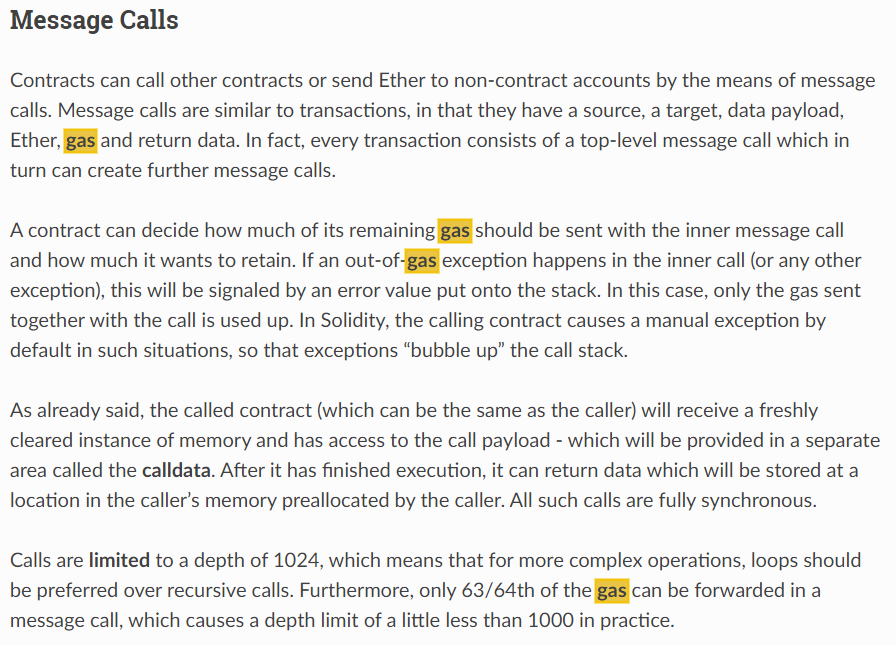 Message Calls
Contracts can call other contracts or send Ether to non-contract accounts by the means of message
calls. Message calls are similar to transactions, in that they have a source, a target, data payload,
Ether, gas and return data. In fact, every transaction consists of a top-level message call which in
turn can create further message calls.
A contract can decide how much of its remaining gas should be sent with the inner message call
and how much it wants to retain. If an out-of-gas exception happens in the inner call (or any other
exception), this will be signaled by an error value put onto the stack. In this case, only the gas sent
together with the call is used up. In Solidity, the calling contract causes a manual exception by
default in such situations, so that exceptions “bubble up” the call stack.
As already said, the called contract (which can be the same as the caller) will receive a freshly
cleared instance of memory and has access to the call payload - which will be provided in a separate
area called the calldata. After it has finished execution, it can return data which will be stored at a
location in the caller’s memory preallocated by the caller. All such calls are fully synchronous.
Calls are limited to a depth of 1024, which means that for more complex operations, loops should
be preferred over recursive calls. Furthermore, only 63/64th of the gas can be forwarded in a
message call, which causes a depth limit of a little less than 1000 in practice.